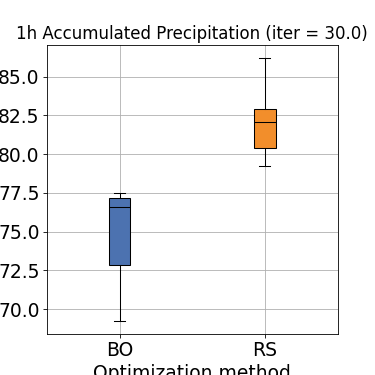 1h Accumulated Precipitation (iter = 30.0)
85.0
82.5
80.0
77.5
75.0
72.5
70.0
BO RS
Optimization method